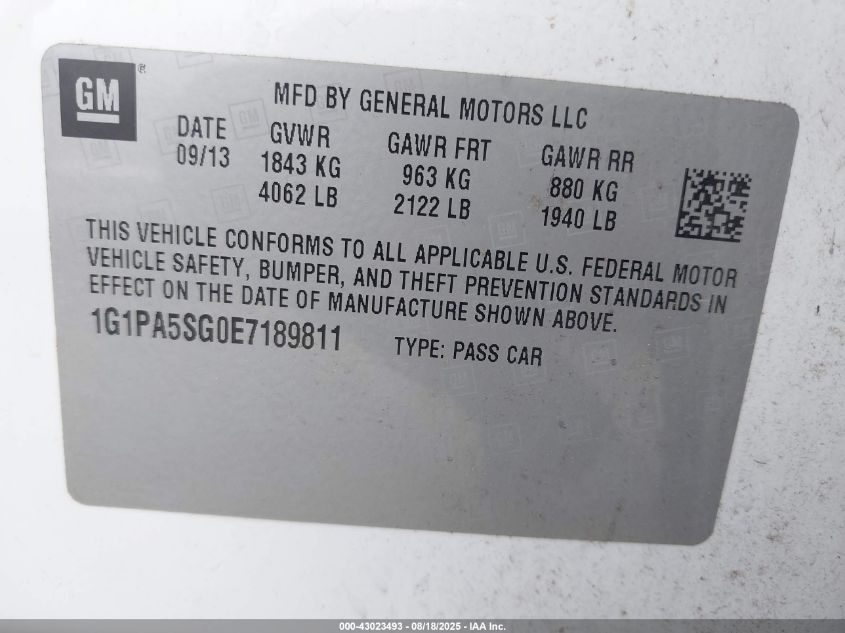 GM®
MFD BY GENERAL MOTORS LLC
DATE GVWR GAWR FRT GAWR RR
09/13 1843 KG 963 KG 880 KG
4062 LB 2122 LB 1940 LB
THIS VEHICLE CONFORMS TO ALL APPLICABLE U.S. FEDERAL MOTOR
VEHICLE SAFETY, BUMPER, AND THEFT PREVENTION STANDARDS IN
EFFECT ON THE DATE OF MANUFACTURE SHOWN ABOVE.
1G1PA5SG0E7189811 TYPE: PASS CAR
000-43023493 - 08/18/2025 - IAA Inc.